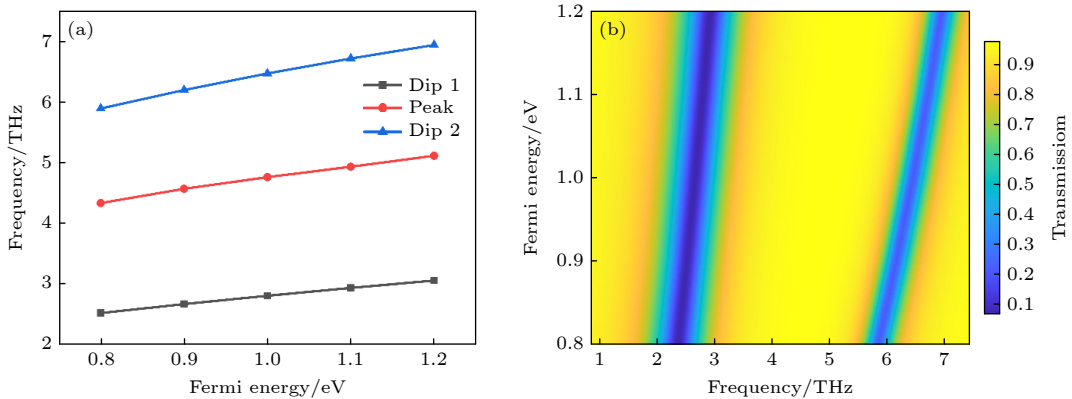 (a)
7
6
5
4
3
2
Frequency/THz
Dip 1
Peak
Dip 2
0.8 0.9 1.0 1.1 1.2
Fermi energy/eV
(b)
1.2
1.1
1.0
0.9
0.8
Fermi energy/eV
1 2 3 4 5 6 7
Frequency/THz
0.9
0.8
0.7
0.6
0.5
0.4
0.3
0.2
0.1
Transmissiom